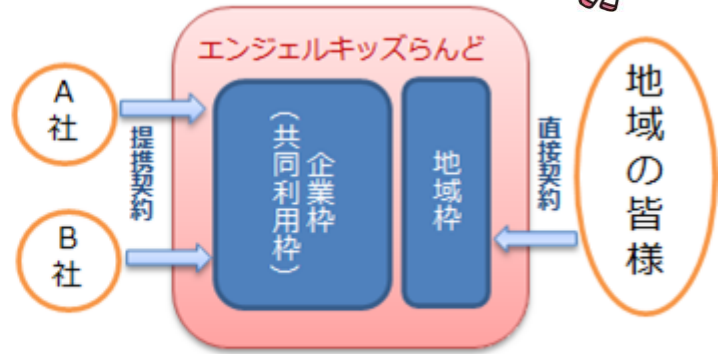 エンジェルキッズらんど
A
社
B
社
提携契約
企業枠
(共同利用枠)
地域枠
直接契約
地域の皆様